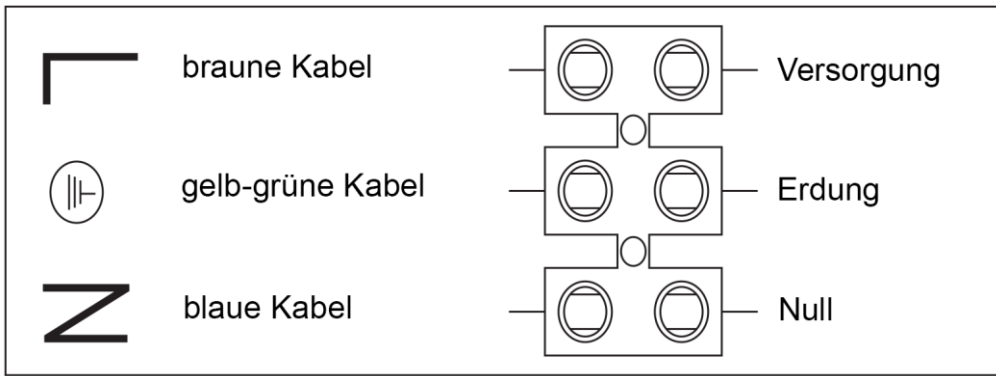 braune Kabel
Versorgung
gelb-grüne Kabel
Erdung
blaue Kabel
Null